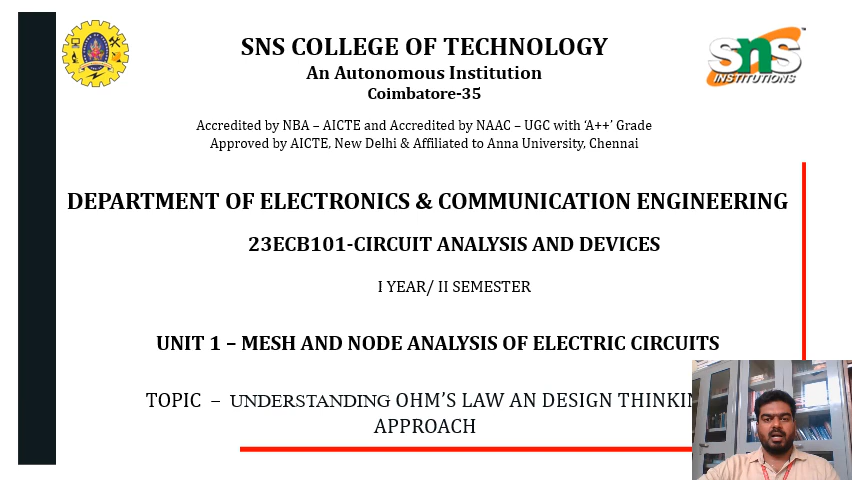 SNS COLLEGE OF TECHNOLOGY
An Autonomous Institution
Coimbatore-35
SNS
INSTITUTIONS
Accredited by NBA – AICTE and Accredited by NAAC – UGC with ‘A++’ Grade
Approved by AICTE, New Delhi & Affiliated to Anna University, Chennai
DEPARTMENT OF ELECTRONICS & COMMUNICATION ENGINEERING
23ECB101-CIRCUIT ANALYSIS AND DEVICES
I YEAR/ II SEMESTER
UNIT 1 – MESH AND NODE ANALYSIS OF ELECTRIC CIRCUITS
TOPIC – UNDERSTANDING OHM’S LAW AN DESIGN THINKIN
APPROACH